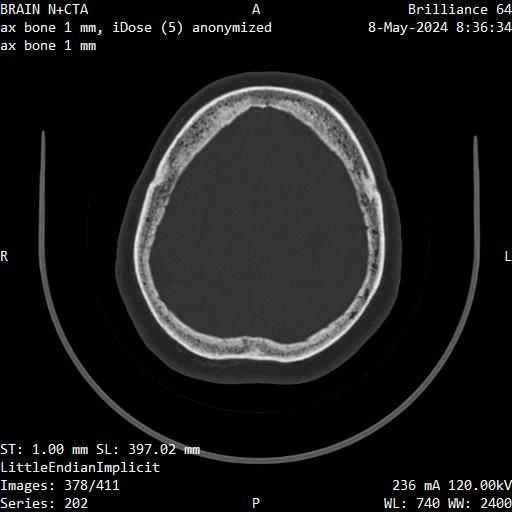 BRAIN N+CTA
A
Brilliance 64
ax bone 1 mm, iDose (5) anonymized
8-May-2024 8:36:34
ax bone 1 mm
R
L
ST: 1.00 mm SL: 397.02 mm
LittleEndianImplicit
Images: 378/411
236 mA 120.00kV
Series: 202
P
WL: 740 WW: 2400